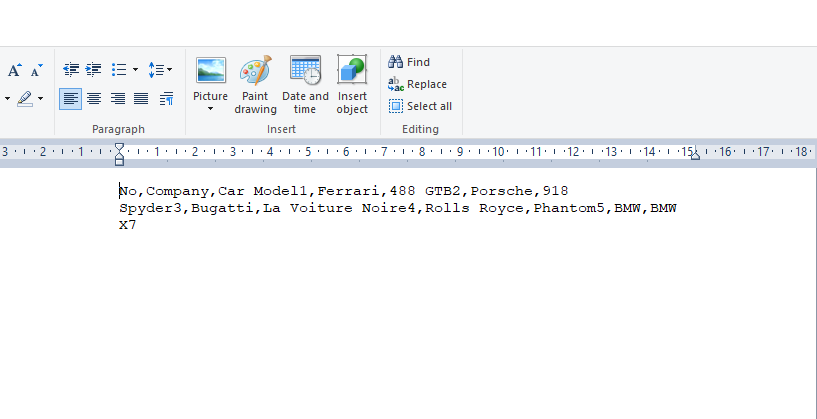 A A
Picture Paint drawing Date and time Insert object
Find
Replace
Select all
Paragraph Insert Editing
3 2 1 1 2 3 4 5 6 7 8 9 10 11 12 13 14 15 16 17 18
No,Company,Car Model1,Ferrari,488 GTB2,Porsche,918
Spyder3,Bugatti,La Voiture Noire4,Rolls Royce,Phantom5,BMW,BMW
X7